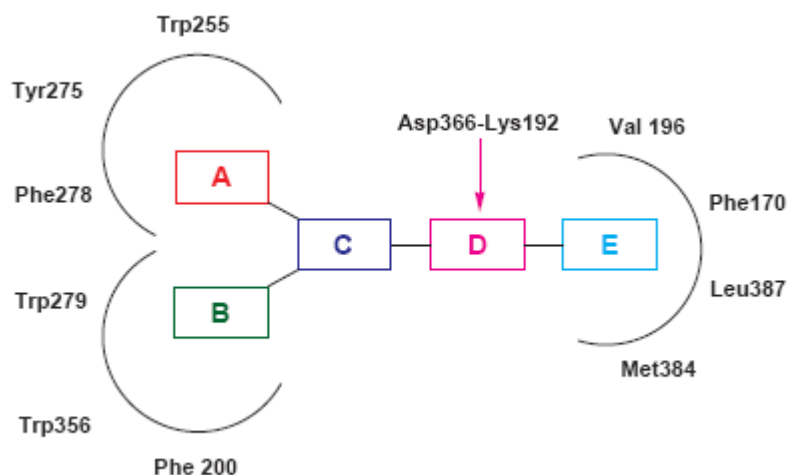 Trp255
Tyr275
Asp366-Lys192
Val 196
A
Phe278
Phe170
C
D
E
Trp279
B
Leu387
Met384
Trp356
Phe 200